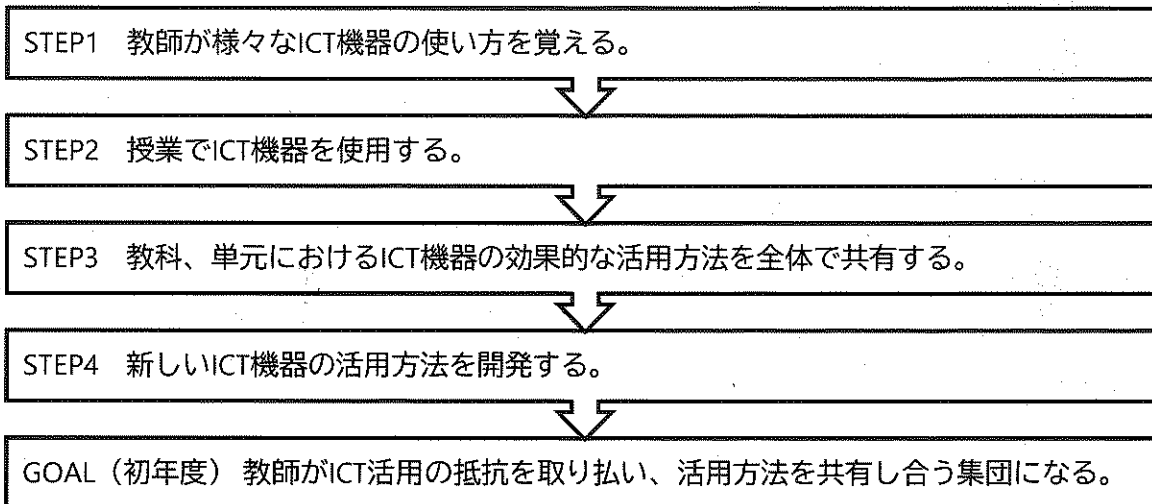 STEP1　教師が様々なICT機器の使い方を覚える。
STEP2　授業でICT機器を使用する。
STEP3　教科、単元におけるICT機器の効果的な活用方法を全体で共有する。
STEP4　新しいICT機器の活用方法を開発する。
GOAL（初年度） 教師がICT活用の抵抗を取り払い、活用方法を共有し合う集団になる。